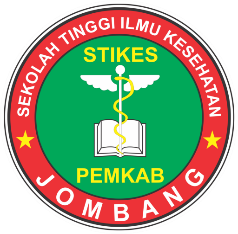 SEKOLAH TINGGI ILMU KESEHATAN
STIKES
PEMKAB
JOMBANG